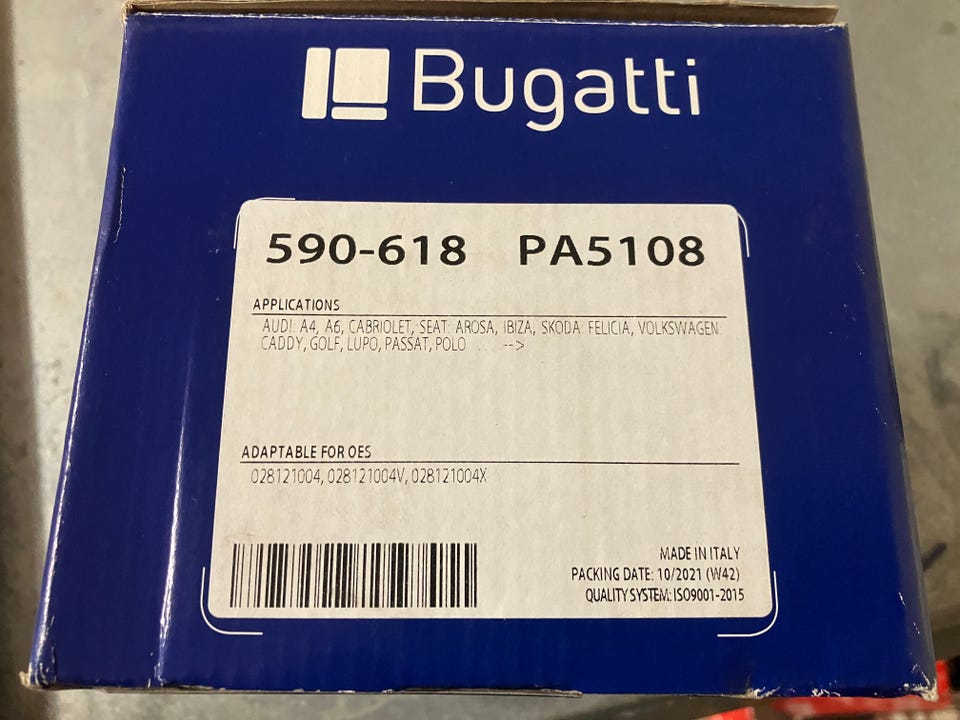 Bugatti
590-618 PA5108
APPLICATIONS
AUDI: A4, A6, CABRIOLET, SEAT: AROSA, IBIZA, SKODA: FELICIA, VOLKSWAGEN:
CADDY, GOLF, LUPO, PASSAT, POLO . . . -->
ADAPTABLE FOR OES
028121004, 028121004V, 028121004X
MADE IN ITALY
PACKING DATE: 10/2021 (W42)
QUALITY SYSTEM: ISO9001-2015